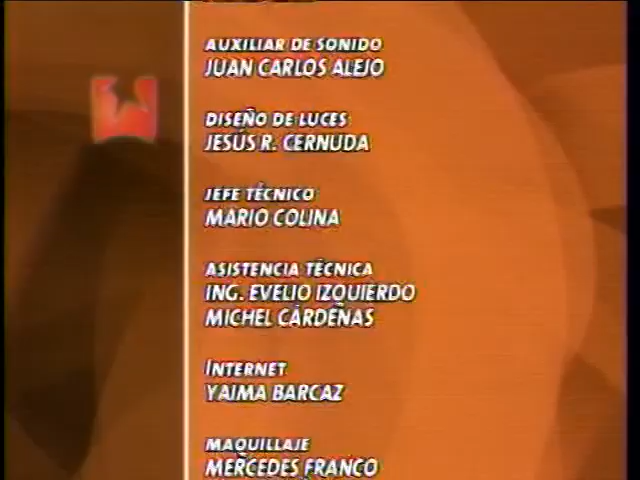 AUXILIAR DE SONIDO
JUAN CARLOS ALEJO
DISEÑO DE LUCES
JESÚS R. CERNUDA
JEFE TÉCNICO
MARIO COLINA
ASISTENCIA TÉCNICA
ING. EVELIO IZQUIERDO
MICHEL CÁRDEÑAS
INTERNET
YAIMA BARCAZ
MAQUILLAJE
MERCEDES FRANCO